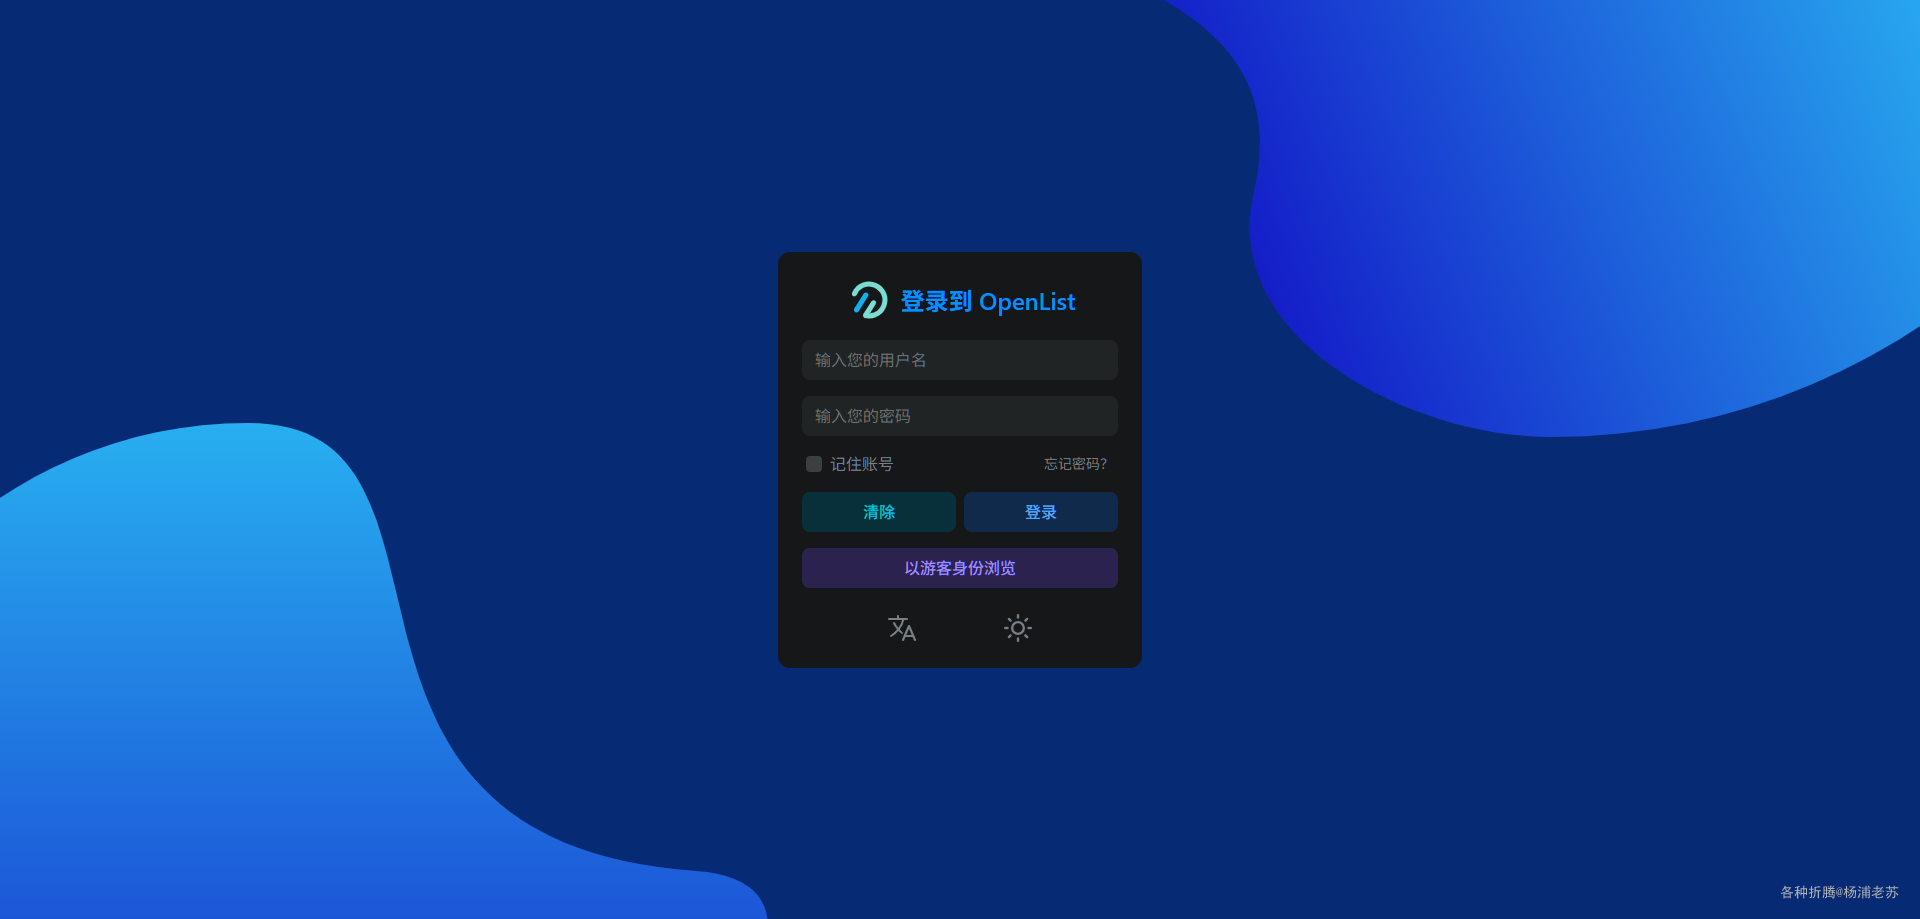 登录到 OpenList
输入您的用户名
输入您的密码
记住账号 忘记密码?
清除 登录
以游客身份浏览
各种折腾@杨浦老苏